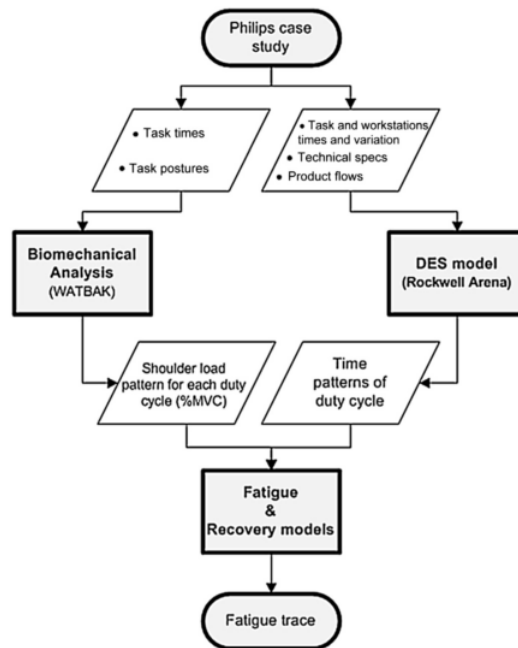 Philips case
study
• Task times
• Task postures
• Task and workstations,
times and variation
• Technical specs
• Product flows
Biomechanical
Analysis
(WATBAK)
DES model
(Rockwell Arena)
Shoulder load
pattern for each duty
cycle (%MVC)
Time
patterns of
duty cycle
Fatigue
&
Recovery models
Fatigue trace